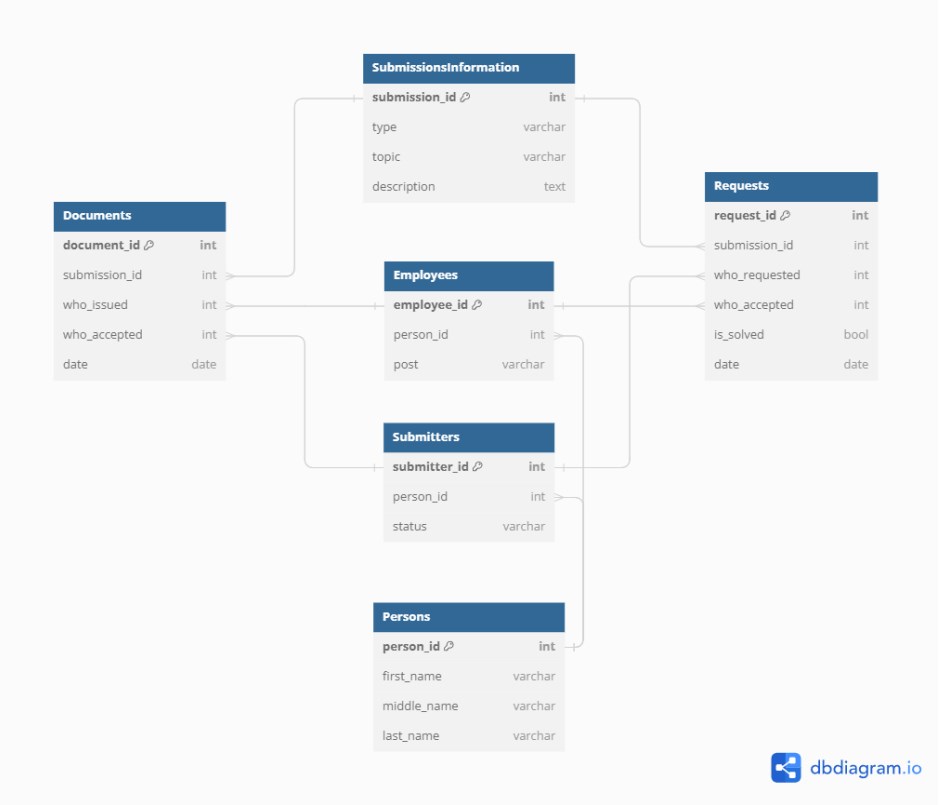 SubmissionsInformation
submission_id int
type varchar
topic varchar
description text
Documents
document_id int
submission_id int
who_issued int
who_accepted int
date date
Employees
employee_id int
person_id int
post varchar
Requests
request_id int
submission_id int
who_requested int
who_accepted int
is_solved bool
date date
Submitters
submitter_id int
person_id int
status varchar
Persons
person_id int
first_name varchar
middle_name varchar
last_name varchar
dbdiagram.io